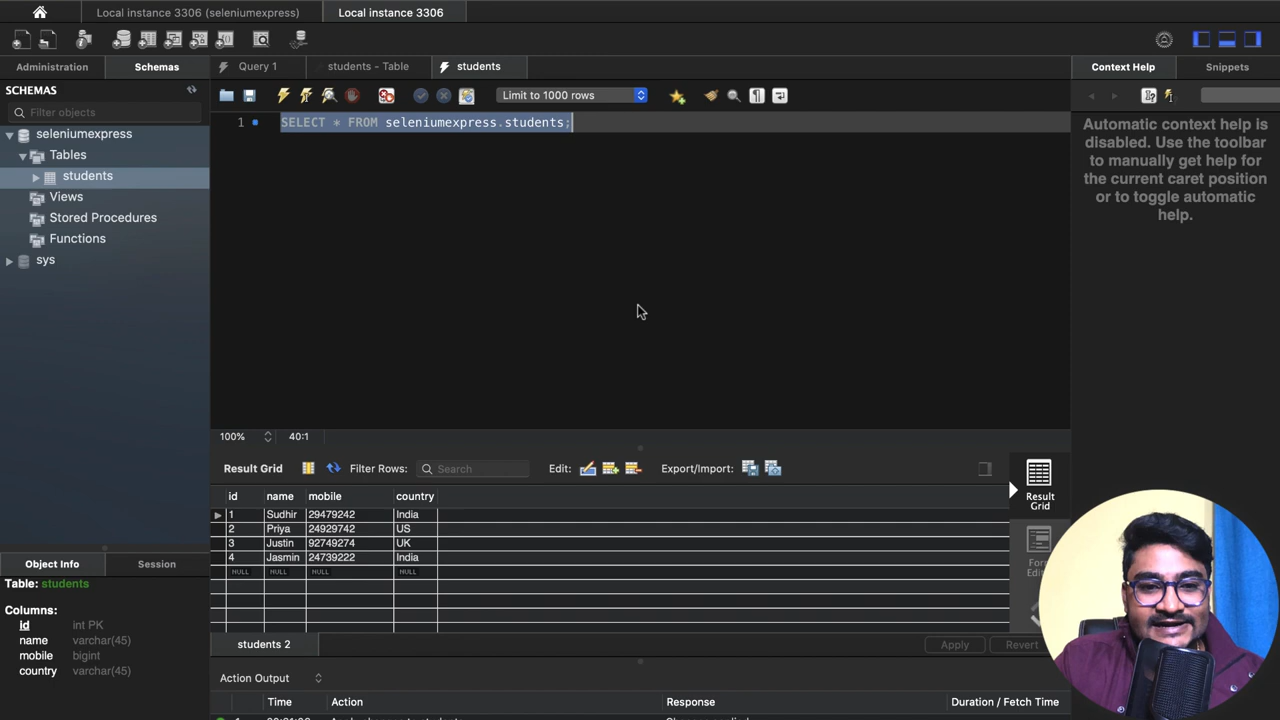 Local instance 3306 (seleniumexpress)
Local instance 3306
Administration
Schemas
Query 1
students - Table
students
Context Help
Snippets
SCHEMAS
Filter objects
Limit to 1000 rows
seleniumexpress
Tables
students
Views
Stored Procedures
Functions
sys
1
SELECT * FROM seleniumexpress.students;
Automatic context help is
disabled. Use the toolbar
to manually get help for
the current caret position
or to toggle automatic
help.
100%
40:1
Result Grid
Filter Rows:
Search
Edit:
Export/Import:
id name mobile country
1 Sudhir 29479242 India
2 Priya 24929742 US
3 Justin 92749274 UK
4 Jasmin 24739222 India
NULL NULL NULL NULL
Result
Grid
Object Info
Session
Table: students
Columns:
id int PK
name varchar(45)
mobile bigint
country varchar(45)
students 2
Apply
Revert
Action Output
Time Action Response Duration / Fetch Time